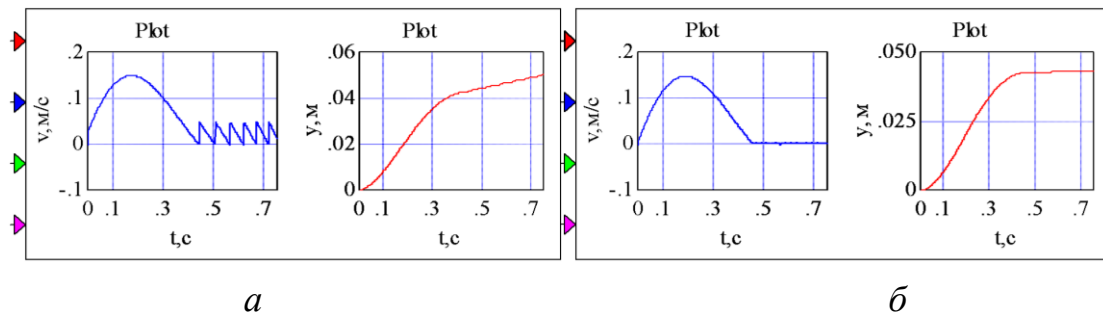 Plot
v, м/с
.2
.1
0
-.1
0 .1 .3 .5 .7
t,c
Plot
y, м
.06
.04
.02
0
0 .1 .3 .5 .7
t,c
Plot
v, м/с
.2
.1
0
-.1
0 .1 .3 .5 .7
t,c
Plot
y, м
.050
.025
0
0 .1 .3 .5 .7
t,c
а
б